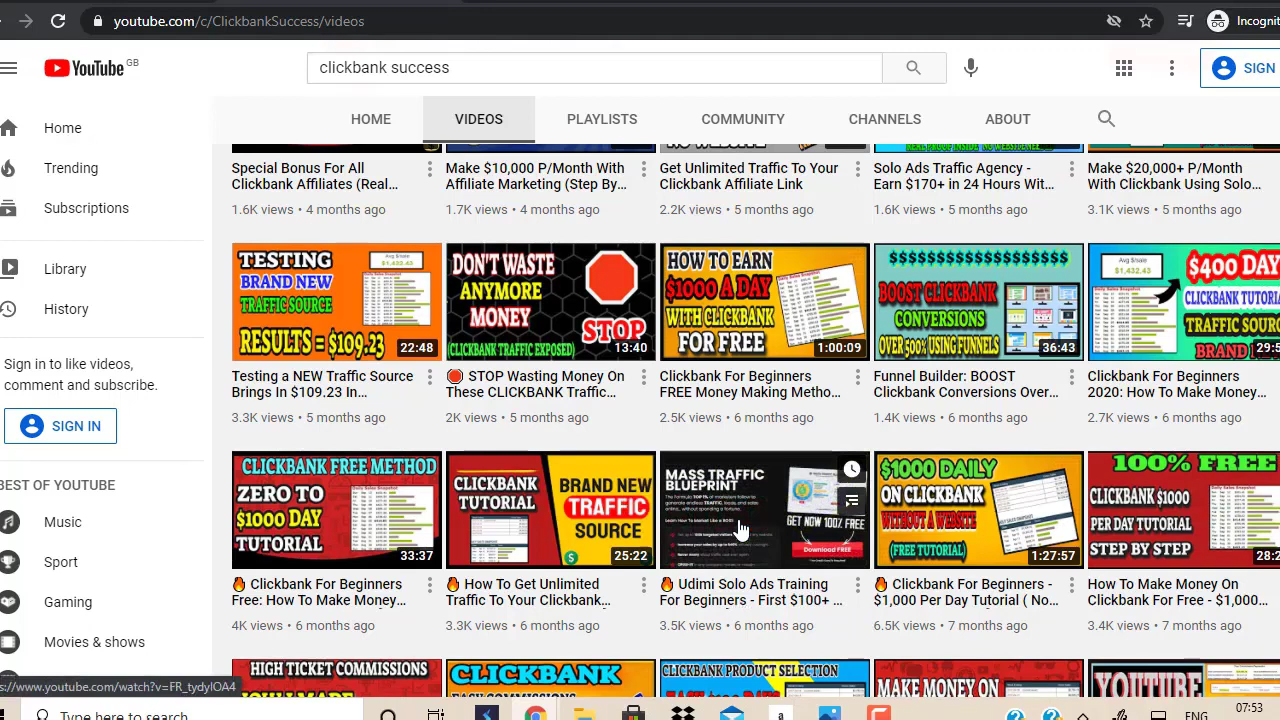 youtube.com/c/ClickbankSuccess/videos
Incognit
YouTube GB
clickbank success
SIGN
HOME
VIDEOS
PLAYLISTS
COMMUNITY
CHANNELS
ABOUT
Home
Trending
Subscriptions
Library
History
Sign in to like videos,
comment and subscribe.
SIGN IN
BEST OF YOUTUBE
Music
Sport
Gaming
Movies & shows
Special Bonus For All
Clickbank Affiliates (Real...
1.6K views • 4 months ago
Make $10,000 P/Month With
Affiliate Marketing (Step By...
1.7K views • 4 months ago
Get Unlimited Traffic To Your
Clickbank Affiliate Link
2.2K views • 5 months ago
Solo Ads Traffic Agency -
Earn $170+ in 24 Hours Wit...
1.6K views • 5 months ago
Make $20,000+ P/Month
With Clickbank Using Solo...
3.1K views • 5 months ago
TESTING
BRAND NEW
TRAFFIC SOURCE
RESULTS = $109.23
Avg $/sale
$1,432.43
22:48
Testing a NEW Traffic Source
Brings In $109.23 In...
3.3K views • 5 months ago
DON'T WASTE
ANYMORE
MONEY
STOP
(CLICKBANK TRAFFIC EXPOSED)
13:40
🛑 STOP Wasting Money On
These CLICKBANK Traffic...
2K views • 5 months ago
HOW TO EARN
$1000 A DAY
WITH CLICKBANK
FOR FREE
1:00:09
Clickbank For Beginners
FREE Money Making Metho...
2.5K views • 6 months ago
$$$$$$$$$$$$$$$$$$$
BOOST CLICKBANK
CONVERSIONS
OVER 500% USING FUNNELS
36:43
Funnel Builder: BOOST
Clickbank Conversions Over...
1.4K views • 6 months ago
Avg $/sale
$1,432.43
$400 DAY
CLICKBANK TUTORIA
TRAFFIC SOURC
BRAND
29:5
Clickbank For Beginners
2020: How To Make Money...
2.7K views • 6 months ago
CLICKBANK FREE METHOD
ZERO TO
$1000 DAY
TUTORIAL
33:37
🔥 Clickbank For Beginners
Free: How To Make Money...
4K views • 6 months ago
CLICKBANK
TUTORIAL
BRAND NEW
TRAFFIC
SOURCE
25:22
🔥 How To Get Unlimited
Traffic To Your Clickbank...
3.3K views • 6 months ago
MASS TRAFFIC
BLUEPRINT
GET NOW 100% FREE
Download FREE
🔥 Udimi Solo Ads Training
For Beginners - First $100+ ...
3.5K views • 6 months ago
$1000 DAILY
ON CLICKBANK
WITHOUT A WEBSITE
(FREE TUTORIAL)
1:27:57
🔥 Clickbank For Beginners -
$1,000 Per Day Tutorial ( No...
6.5K views • 7 months ago
100% FREE
CLICKBANK $1000
PER DAY TUTORIAL
STEP BY STEP
28:2
How To Make Money On
Clickbank For Free - $1,000...
3.4K views • 7 months ago
HIGH TICKET COMMISSIONS
CLICKBANK
CLICKBANK PRODUCT SELECTION
MAKE MONEY ON
YOUTUBE
s://www.youtube.com/watch?v=FR_tydylOA4
Type here to search
ENG
07:53